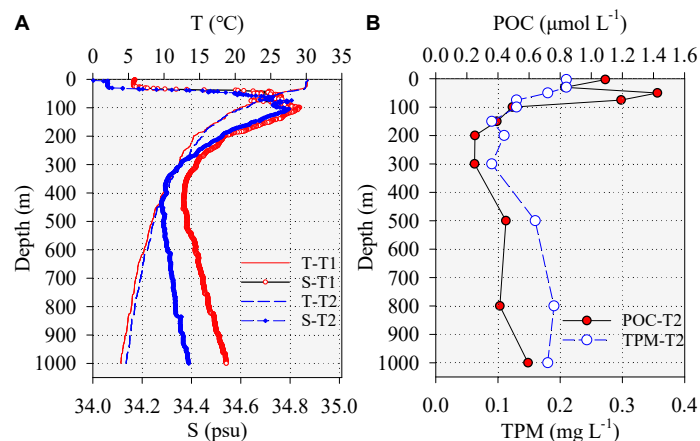 A
T (℃)
0 5 10 15 20 25 30 35
0
100
200
300
400
500
600
700
800
900
1000
Depth (m)
T-T1
S-T1
T-T2
S-T2
34.0 34.2 34.4 34.6 34.8 35.0
S (psu)
B
POC (μmol L⁻¹)
0.0 0.2 0.4 0.6 0.8 1.0 1.2 1.4 1.6
0
100
200
300
400
500
600
700
800
900
1000
Depth (m)
POC-T2
TPM-T2
0.0 0.1 0.2 0.3 0.4
TPM (mg L⁻¹)